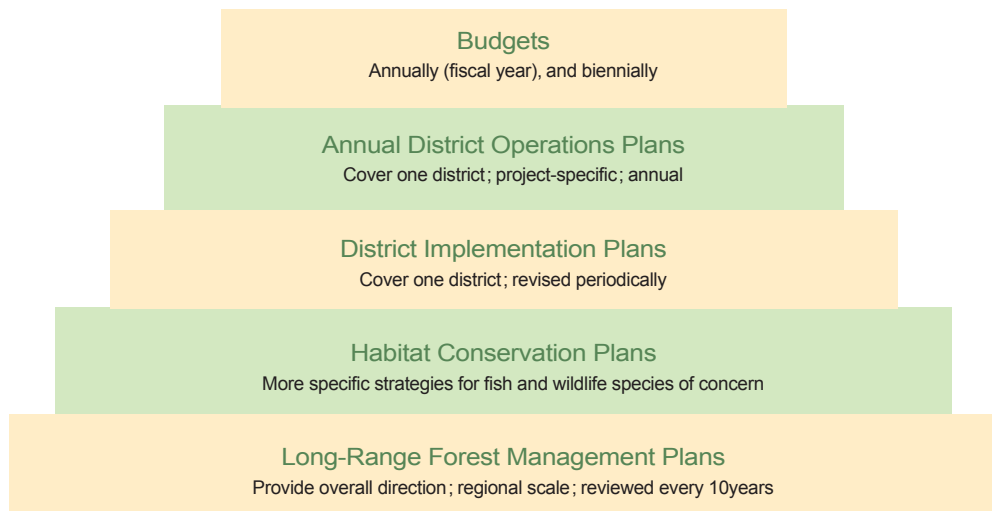 Budgets
Annually (fiscal year), and biennially
Annual District Operations Plans
Cover one district; project-specific; annual
District Implementation Plans
Cover one district; revised periodically
Habitat Conservation Plans
More specific strategies for fish and wildlife species of concern
Long-Range Forest Management Plans
Provide overall direction; regional scale; reviewed every 10years